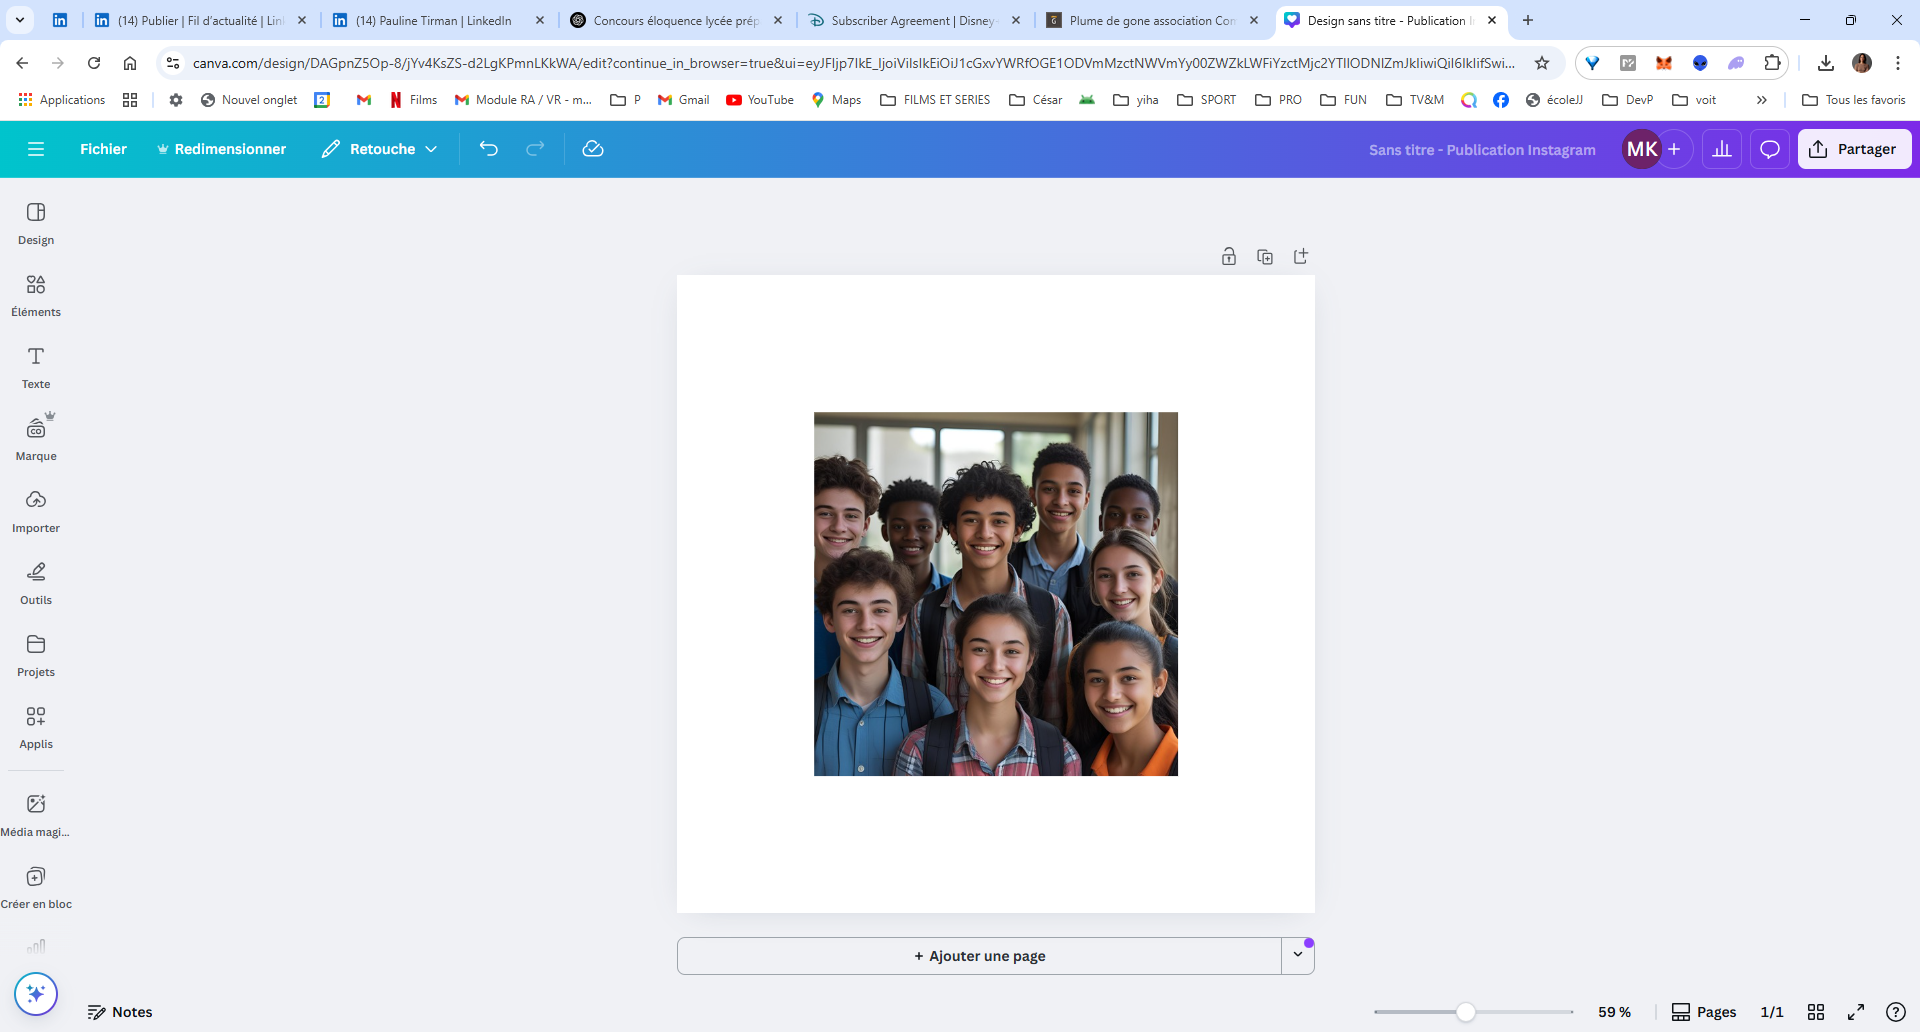 (14) Publier | Fil d'actualité | Lin
(14) Pauline Tirman | LinkedIn
Concours éloquence lycée prép
Subscriber Agreement | Disney
Plume de gone association Con
Design sans titre - Publication I
canva.com/design/DAGpnZ5Op-8/jYv4KsZS-d2LgKPmnLKkWA/edit?continue_in_browser=true&ui=
Applications
Nouvel onglet
Films
Module RA / VR - m...
P
Gmail
YouTube
Maps
FILMS ET SERIES
César
yiha
SPORT
PRO
FUN
TV&M
écoleJJ
DevP
voit
Tous les favoris
Fichier
Redimensionner
Retouche
Sans titre - Publication Instagram
MK
Partager
Design
Éléments
Texte
CO
Marque
Importer
Outils
Projets
Applis
Média magi...
Créer en bloc
+ Ajouter une page
Notes
59 %
Pages
1/1